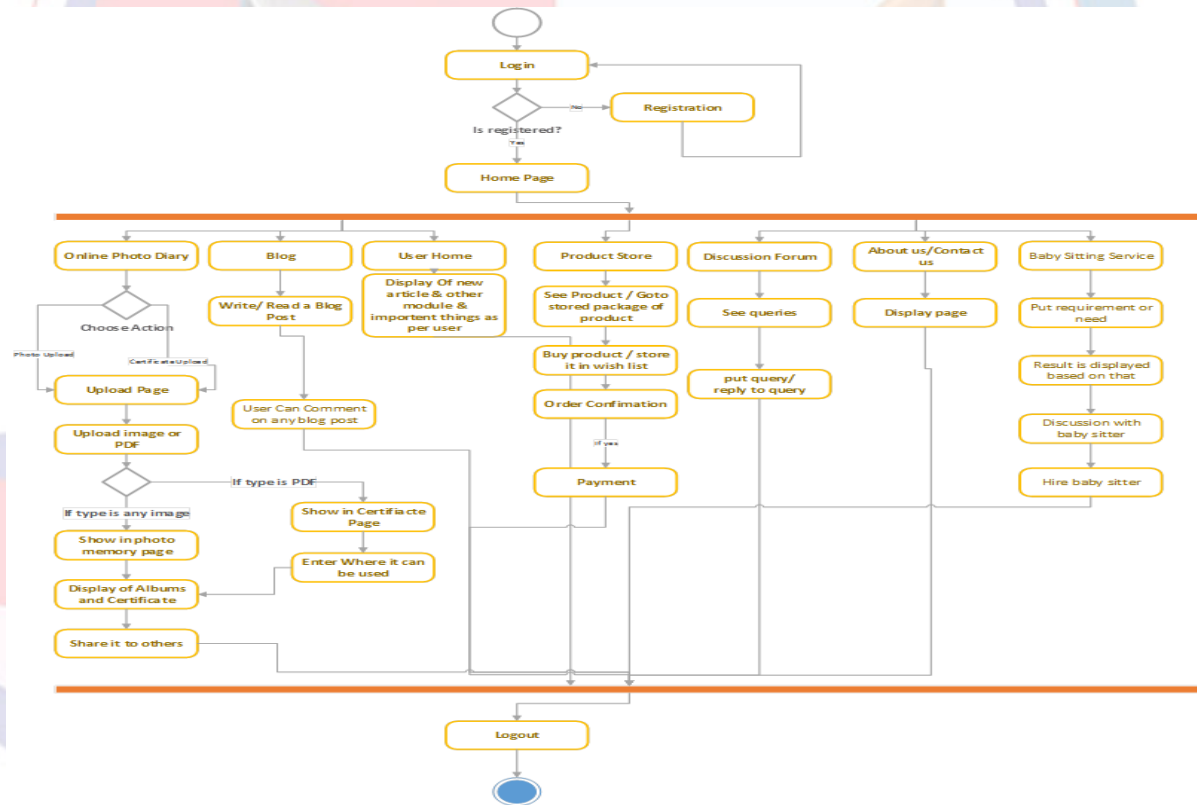 Login
No
Registration
Is registered?
Yes
Home Page
Online Photo Diary
Blog
User Home
Product Store
Discussion Forum
About us/Contact
us
Baby Sitting Service
Choose Action
Photo Upload
Certificate Upload
Write/ Read a Blog
Post
Display Of new
article & other
module &
importent things as
per user
See Product / Goto
stored package of
product
See queries
Display page
Put requirement or
need
Upload Page
Buy product / store
it in wish list
put query/
reply to query
Result is displayed
based on that
User Can Comment
on any blog post
Order Confimation
Discussion with
baby sitter
Upload image or
PDF
If yes
Payment
Hire baby sitter
If type is PDF
If type is any image
Show in Certifiacte
Page
Show in photo
memory page
Enter Where it can
be used
Display of Albums
and Certificate
Share it to others
Logout